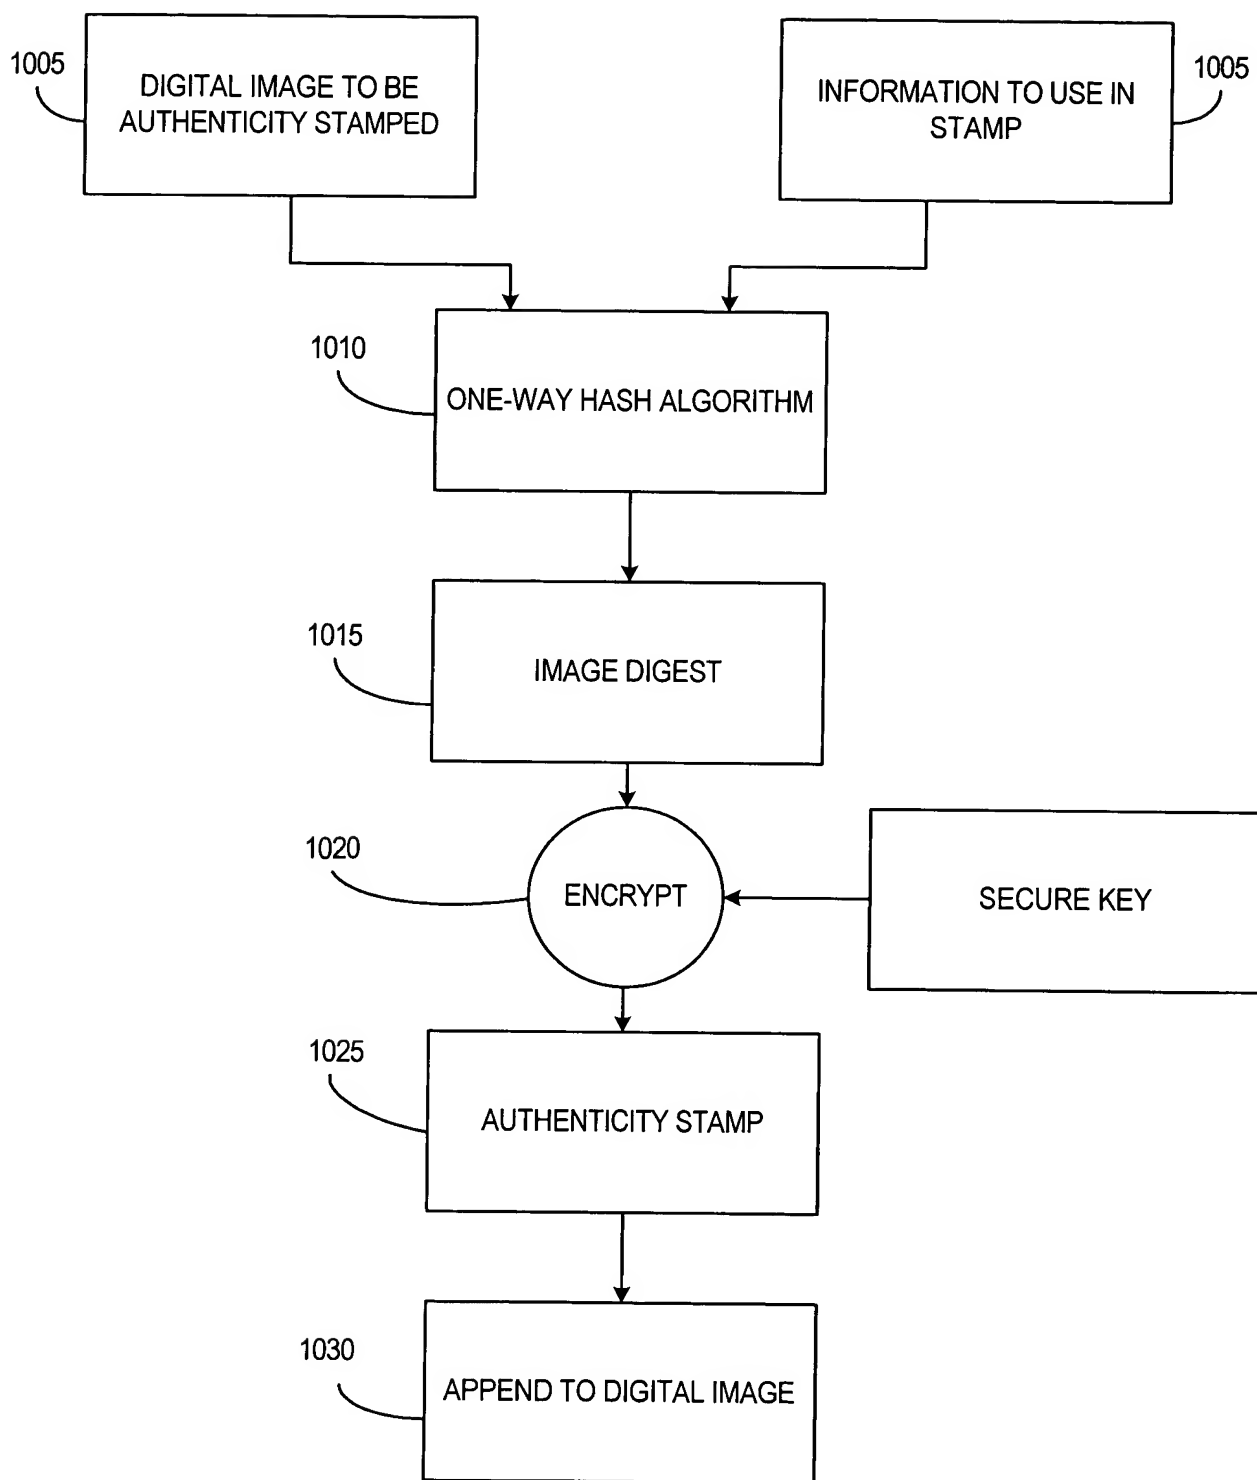 1005
DIGITAL IMAGE TO BE
AUTHENTICITY STAMPED
INFORMATION TO USE IN
STAMP
1005
1010
ONE-WAY HASH ALGORITHM
1015
IMAGE DIGEST
1020
ENCRYPT
SECURE KEY
1025
AUTHENTICITY STAMP
1030
APPEND TO DIGITAL IMAGE